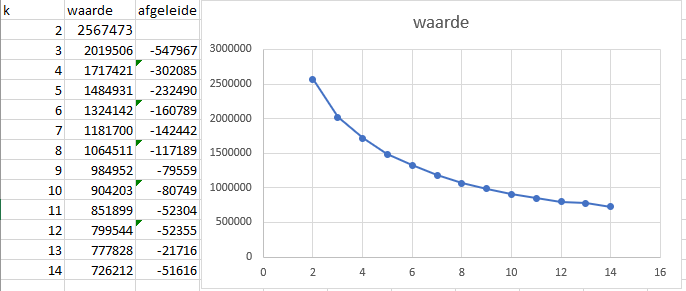 k waarde afgeleide
2 2567473
3 2019506 -547967
4 1717421 -302085
5 1484931 -232490
6 1324142 -160789
7 1181700 -142442
8 1064511 -117189
9 984952 -79559
10 904203 -80749
11 851899 -52304
12 799544 -52355
13 777828 -21716
14 726212 -51616
waarde
3000000
2500000
2000000
1500000
1000000
500000
0
0 2 4 6 8 10 12 14 16